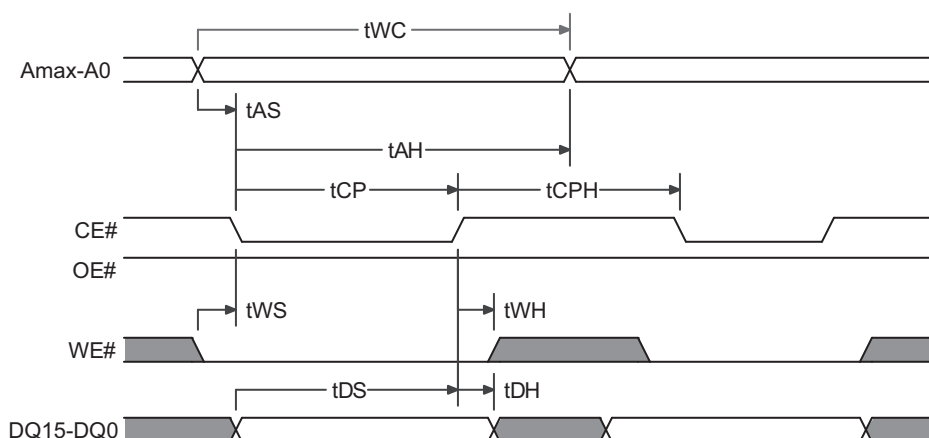 tWC
Amax-A0
tAS
tAH
tCP
tCPH
CE#
OE#
tWS
tWH
WE#
tDS
tDH
DQ15-DQ0